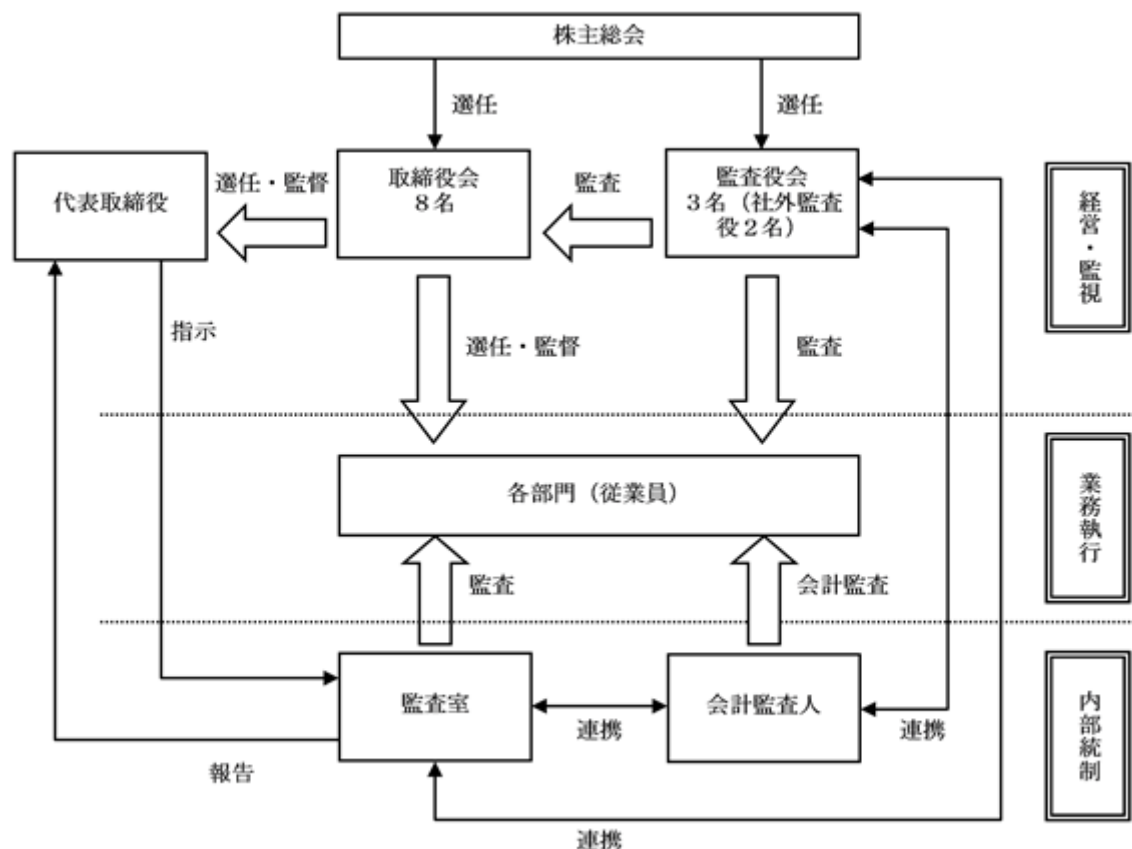 株主総会
選任
選任
代表取締役
選任・監督
取締役会
8名
監査
監査役会
3名（社外監査
役2名）
経営・監視
指示
選任・監督
監査
各部門（従業員）
業務執行
監査
会計監査
監査室
連携
会計監査人
連携
内部統制
報告
連携